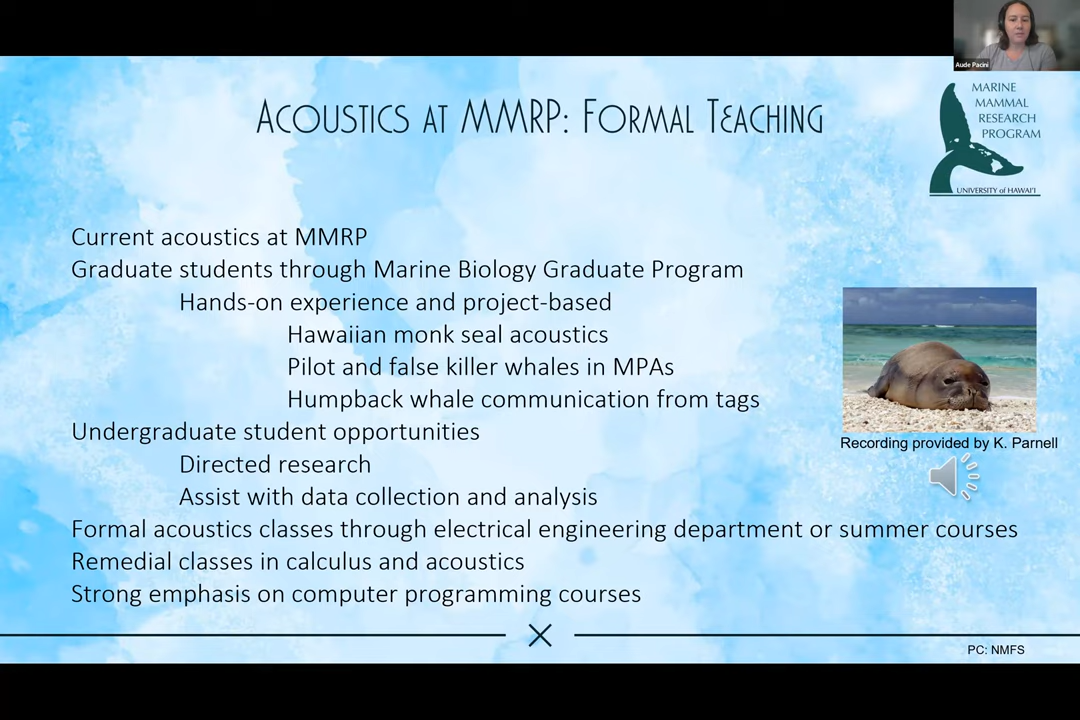 Aude Pacini
MARINE
MAMMAL
RESEARCH
PROGRAM
UNIVERSITY of HAWAI'I
ACOUSTICS AT MMRP: FORMAL TEACHING
Current acoustics at MMRP
Graduate students through Marine Biology Graduate Program
Hands-on experience and project-based
Hawaiian monk seal acoustics
Pilot and false killer whales in MPAs
Humpback whale communication from tags
Undergraduate student opportunities
Directed research
Assist with data collection and analysis
Formal acoustics classes through electrical engineering department or summer courses
Remedial classes in calculus and acoustics
Strong emphasis on computer programming courses
Recording provided by K. Parnell
PC: NMFS